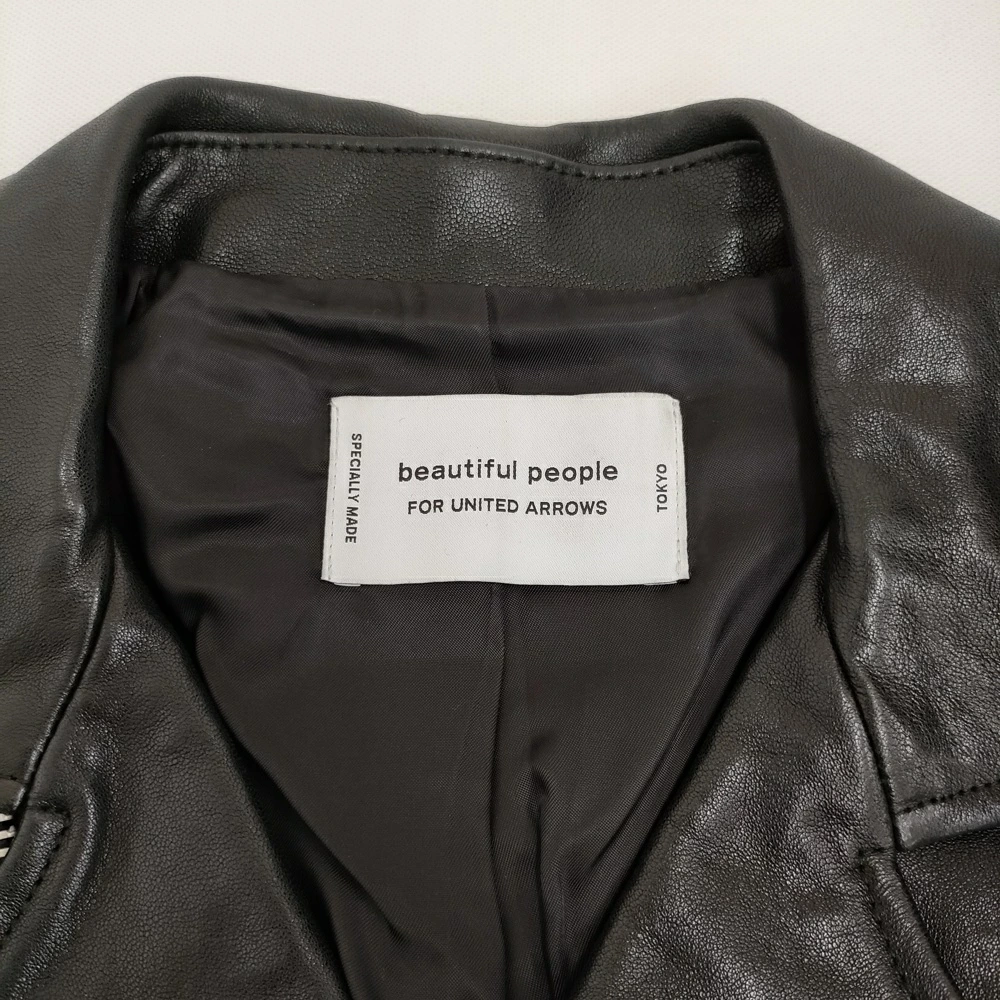 SPECIALLY MADE
beautiful people
FOR UNITED ARROWS
TOKYO